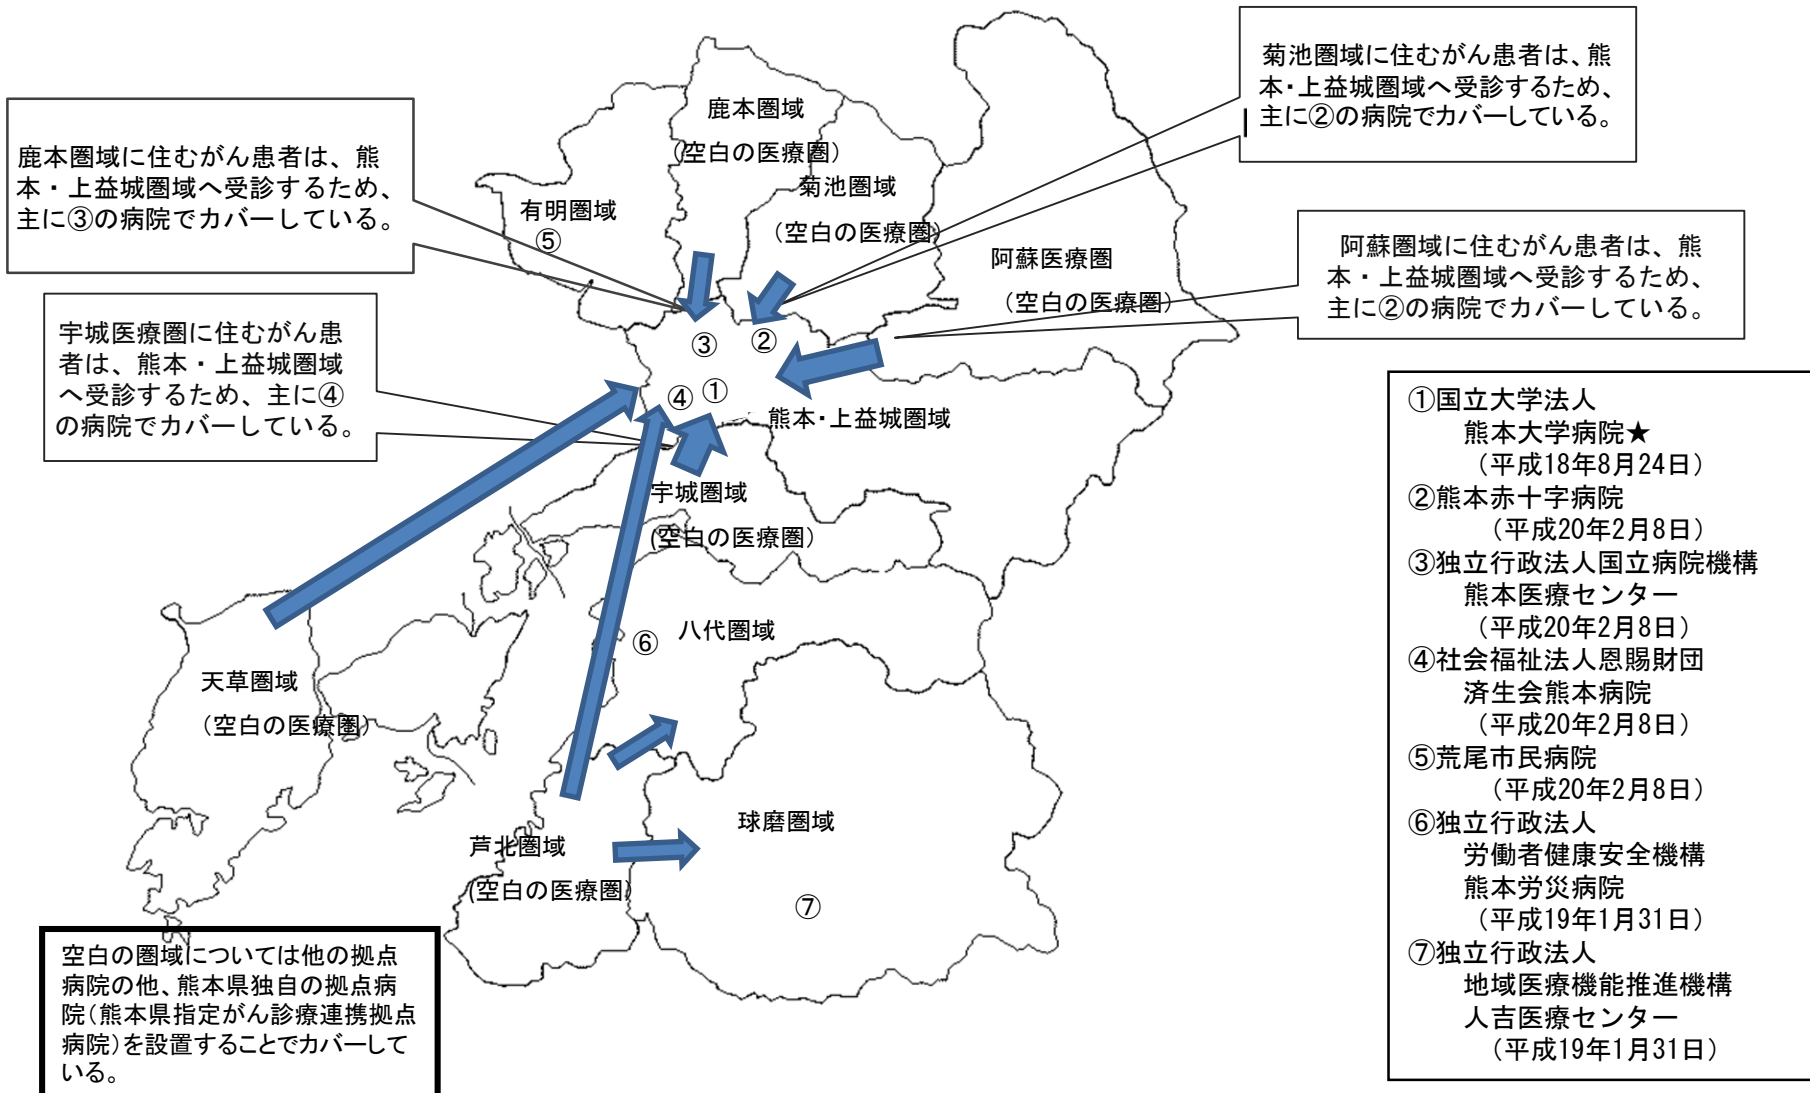 菊池圏域に住むがん患者は、熊
本・上益城圏域へ受診するため、
主に②の病院でカバーしている。
鹿本圏域に住むがん患者は、熊
本・上益城圏域へ受診するため、
主に③の病院でカバーしている。
阿蘇圏域に住むがん患者は、熊
本・上益城圏域へ受診するため、
主に②の病院でカバーしている。
宇城医療圏に住むがん患
者は、熊本・上益城圏域
へ受診するため、主に④
の病院でカバーしている。
鹿本圏域
(空白の医療圏)
菊池圏域
(空白の医療圏)
有明圏域
⑤
阿蘇医療圏
(空白の医療圏)
③
②
④
①
熊本・上益城圏域
宇城圏域
(空白の医療圏)
⑥
八代圏域
天草圏域
(空白の医療圏)
芦北圏域
(空白の医療圏)
球磨圏域
⑦
空白の圏域については他の拠点
病院の他、熊本県独自の拠点病
院(熊本県指定がん診療連携拠点
病院)を設置することでカバーして
いる。
①国立大学法人
熊本大学病院★
(平成18年8月24日)
②熊本赤十字病院
(平成20年2月8日)
③独立行政法人国立病院機構
熊本医療センター
(平成20年2月8日)
④社会福祉法人恩賜財団
済生会熊本病院
(平成20年2月8日)
⑤荒尾市民病院
(平成20年2月8日)
⑥独立行政法人
労働者健康安全機構
熊本労災病院
(平成19年1月31日)
⑦独立行政法人
地域医療機能推進機構
人吉医療センター
(平成19年1月31日)